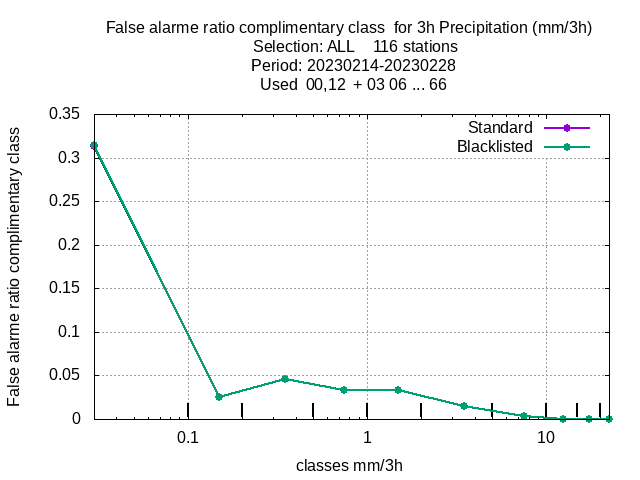 False alarme ratio complimentary class  for 3h Precipitation (mm/3h)
Selection: ALL    116 stations
Period: 20230214-20230228
Used  00,12  + 03 06 ... 66
Standard
Blacklisted
False alarme ratio complimentary class
0.35
0.3
0.25
0.2
0.15
0.1
0.05
0
0.1 1 10
classes mm/3h